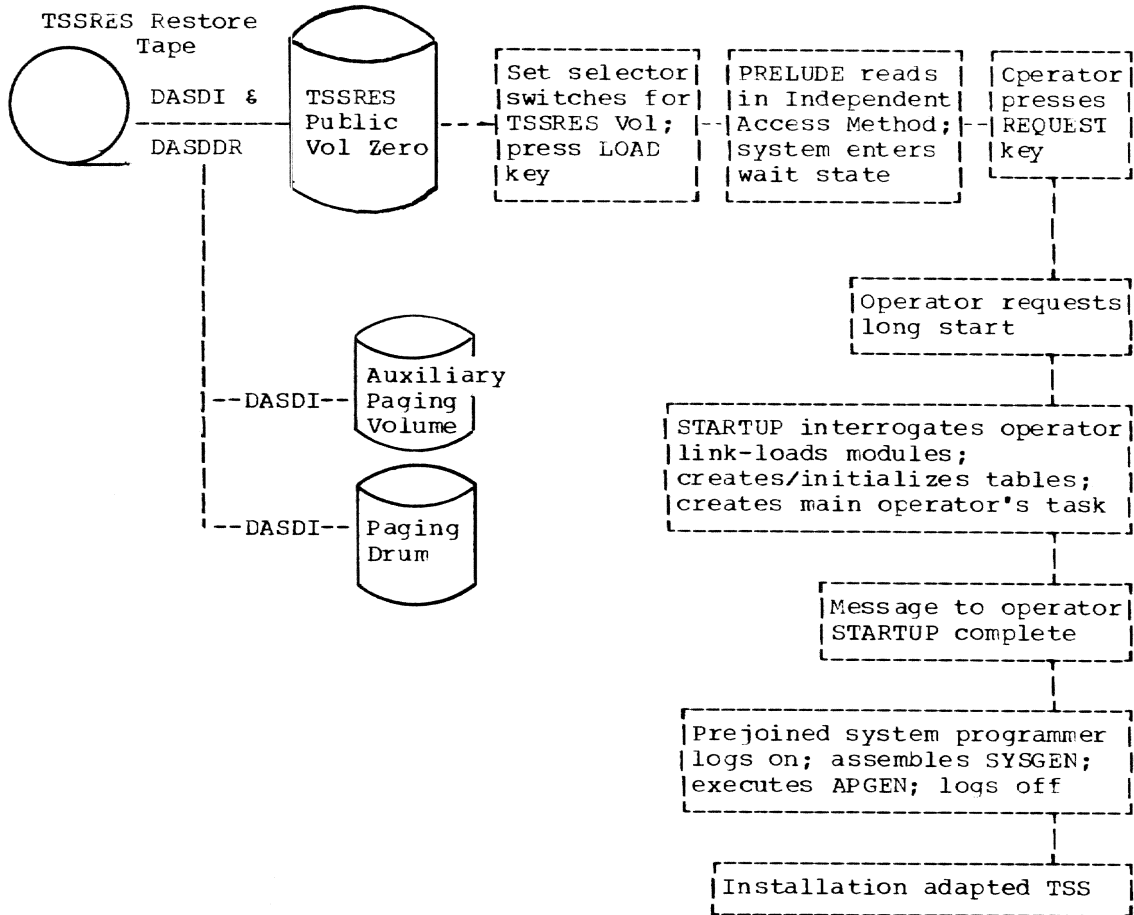 TSSRES Restore
Tape
DASDI &
DASDDR
TSSRES
Public
Vol Zero
Set selector
switches for
TSSRES Vol;
press LOAD
key
PRELUDE reads
in Independent
Access Method;
system enters
wait state
Operator
presses
REQUEST
key
Operator requests
long start
--DASDI--
Auxiliary
Paging
Volume
STARTUP interrogates operator
link-loads modules;
creates/initializes tables;
creates main operator's task
--DASDI--
Paging
Drum
Message to operator
STARTUP complete
Prejoined system programmer
logs on; assembles SYSGEN;
executes APGEN; logs off
Installation adapted TSS